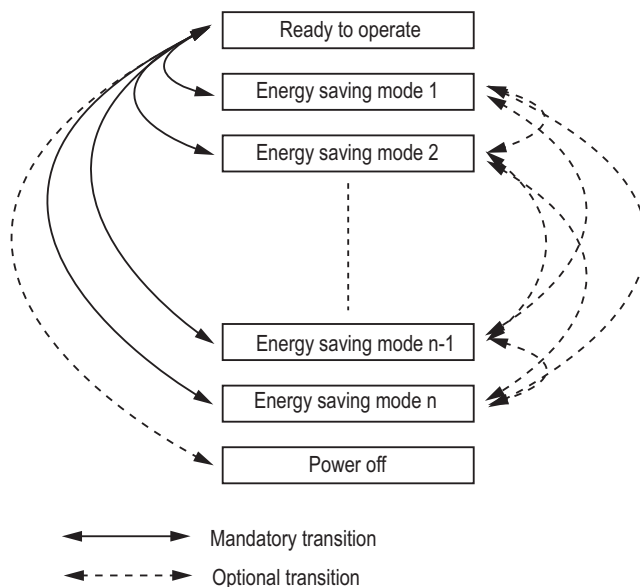 Ready to operate
Energy saving mode 1
Energy saving mode 2
Energy saving mode n-1
Energy saving mode n
Power off
Mandatory transition
Optional transition